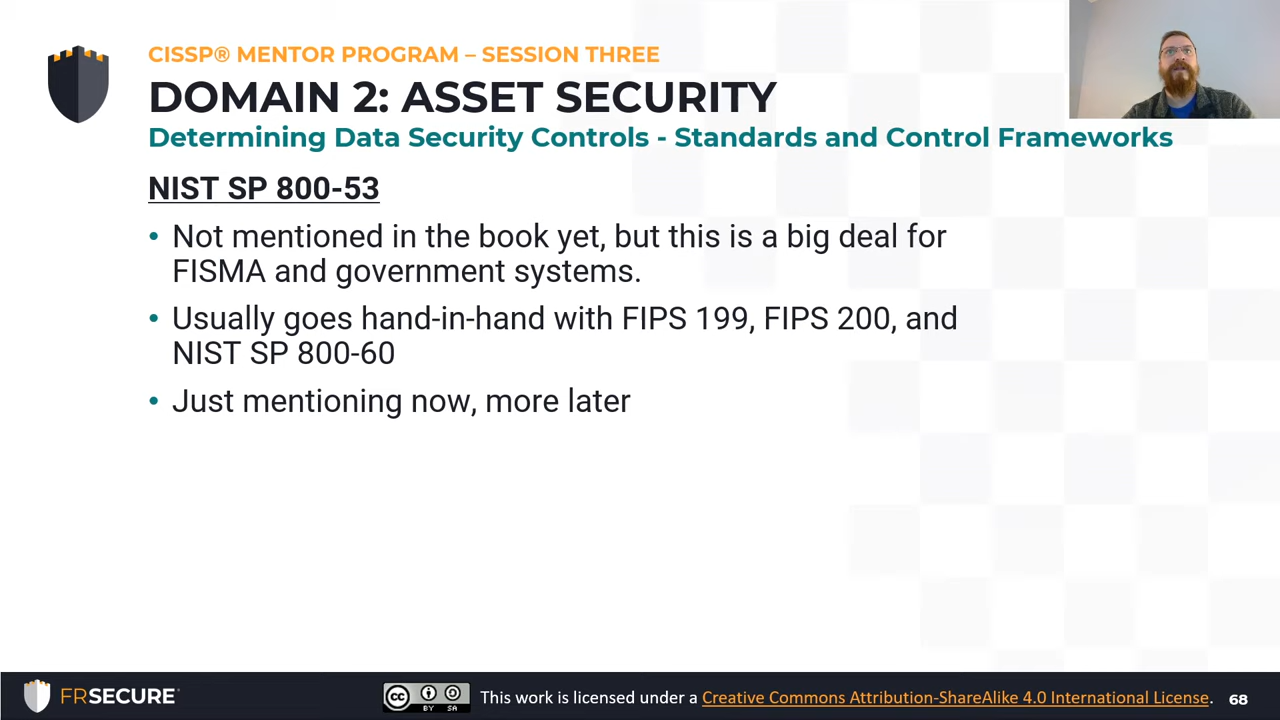 CISSP® MENTOR PROGRAM – SESSION THREE
DOMAIN 2: ASSET SECURITY
Determining Data Security Controls - Standards and Control Frameworks
NIST SP 800-53
• Not mentioned in the book yet, but this is a big deal for
FISMA and government systems.
• Usually goes hand-in-hand with FIPS 199, FIPS 200, and
NIST SP 800-60
• Just mentioning now, more later
FRSECURE
cc BY SA
This work is licensed under a Creative Commons Attribution-ShareAlike 4.0 International License.
68